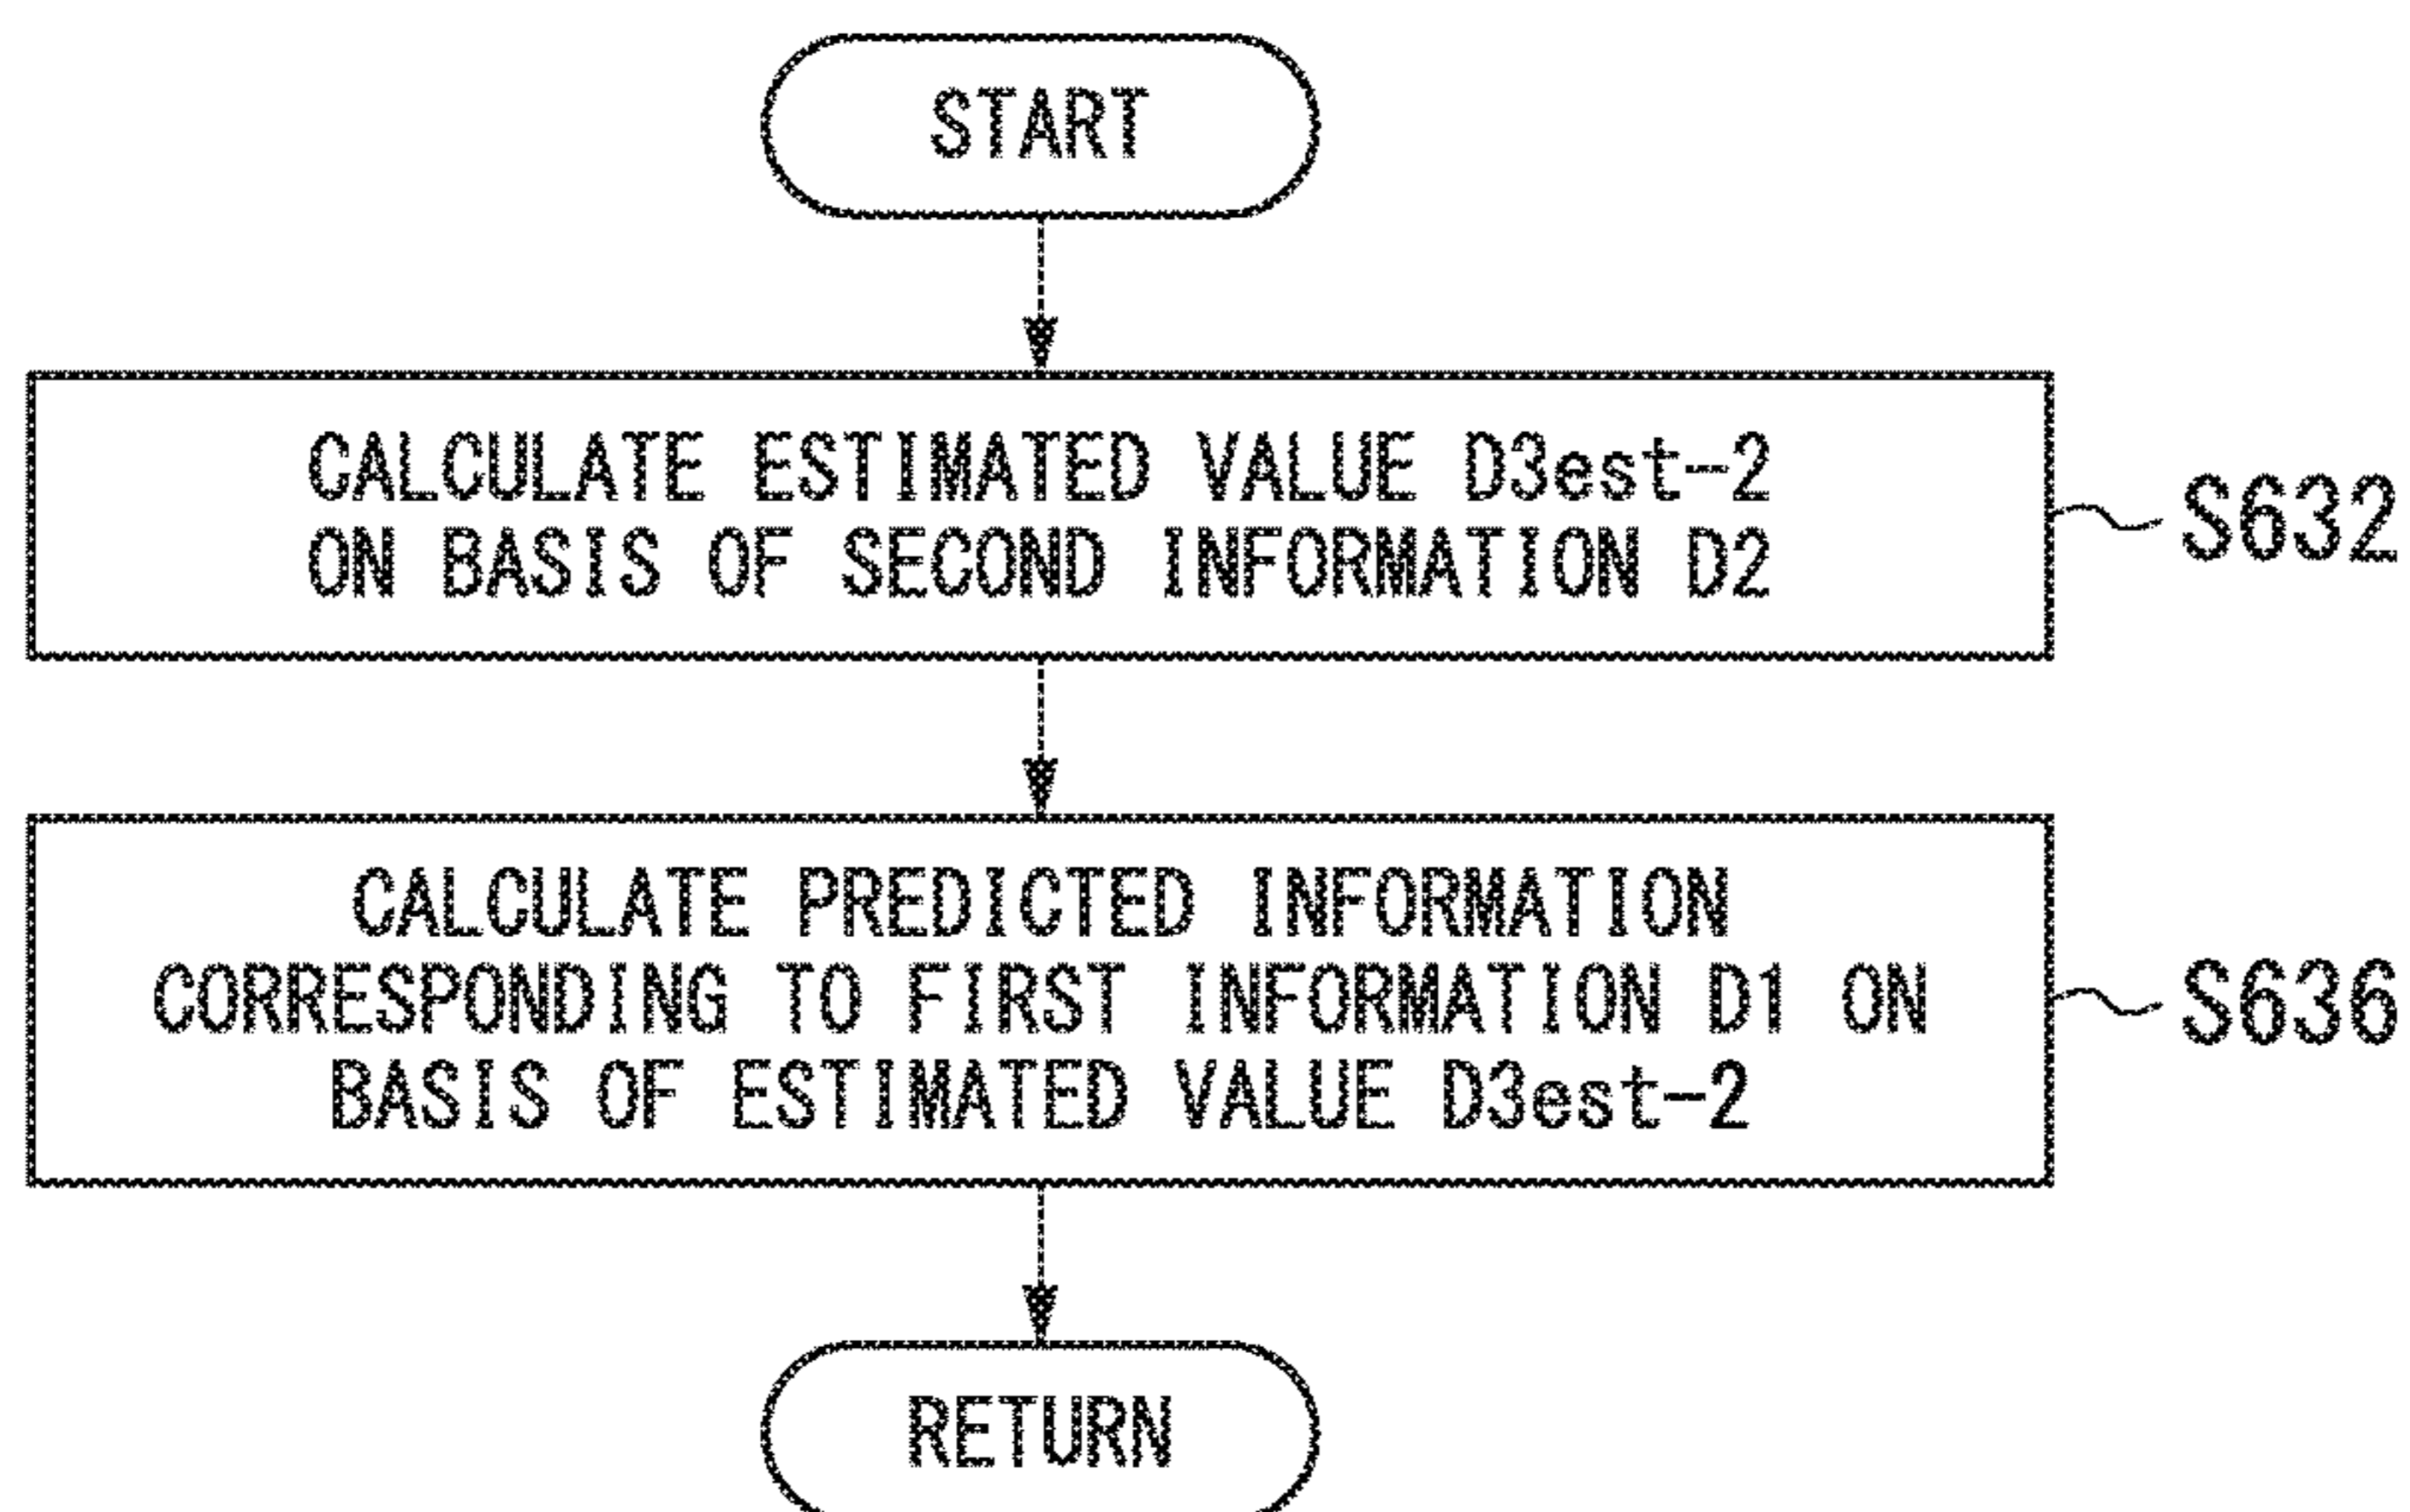 START
CALCULATE ESTIMATED VALUE D3est-2
ON BASIS OF SECOND INFORMATION D2
S632
CALCULATE PREDICTED INFORMATION
CORRESPONDING TO FIRST INFORMATION D1 ON
BASIS OF ESTIMATED VALUE D3est-2
S636
RETURN